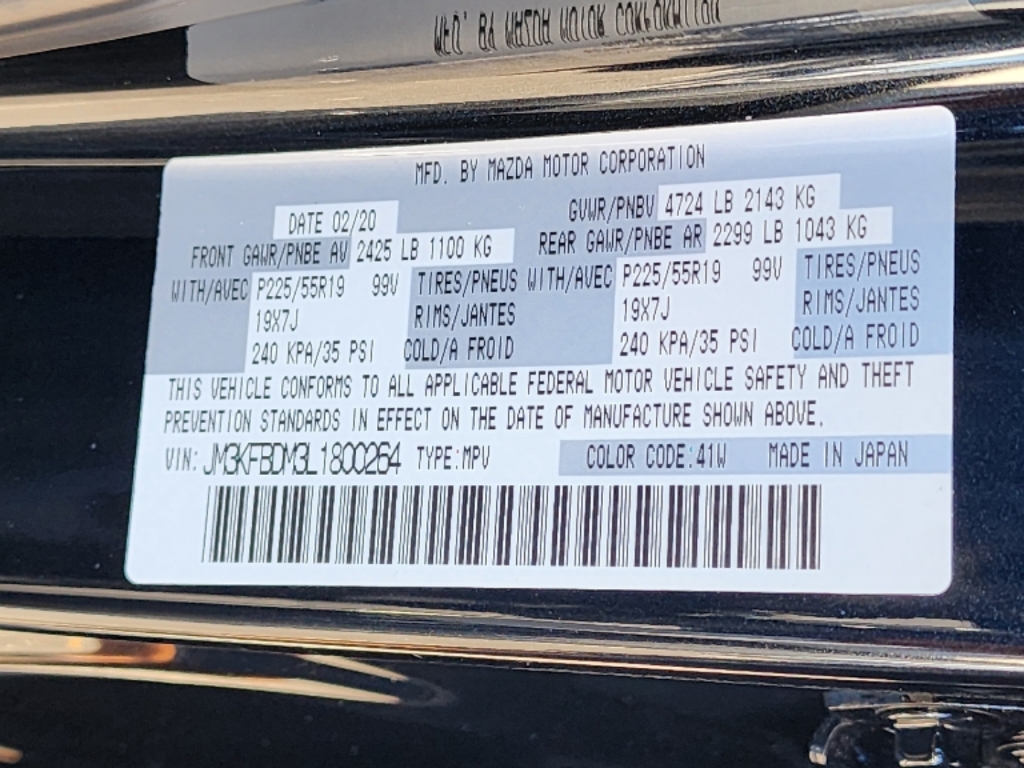 MFD. BY MAZDA MOTOR CORPORATION
MFD. BY MAZDA MOTOR CORPORATION
DATE 02/20 GVWR/PNBV 4724 LB 2143 KG
FRONT GAWR/PNBE AV 2425 LB 1100 KG REAR GAWR/PNBE AR 2299 LB 1043 KG
WITH/AVEC P225/55R19 99V TIRES/PNEUS WITH/AVEC P225/55R19 99V TIRES/PNEUS
19X7J RIMS/JANTES 19X7J RIMS/JANTES
240 KPA/35 PSI COLD/A FROID 240 KPA/35 PSI COLD/A FROID
THIS VEHICLE CONFORMS TO ALL APPLICABLE FEDERAL MOTOR VEHICLE SAFETY AND THEFT
PREVENTION STANDARDS IN EFFECT ON THE DATE OF MANUFACTURE SHOWN ABOVE.
VIN: JM3KFBDM3L1800264 TYPE:MPV COLOR CODE:41W MADE IN JAPAN